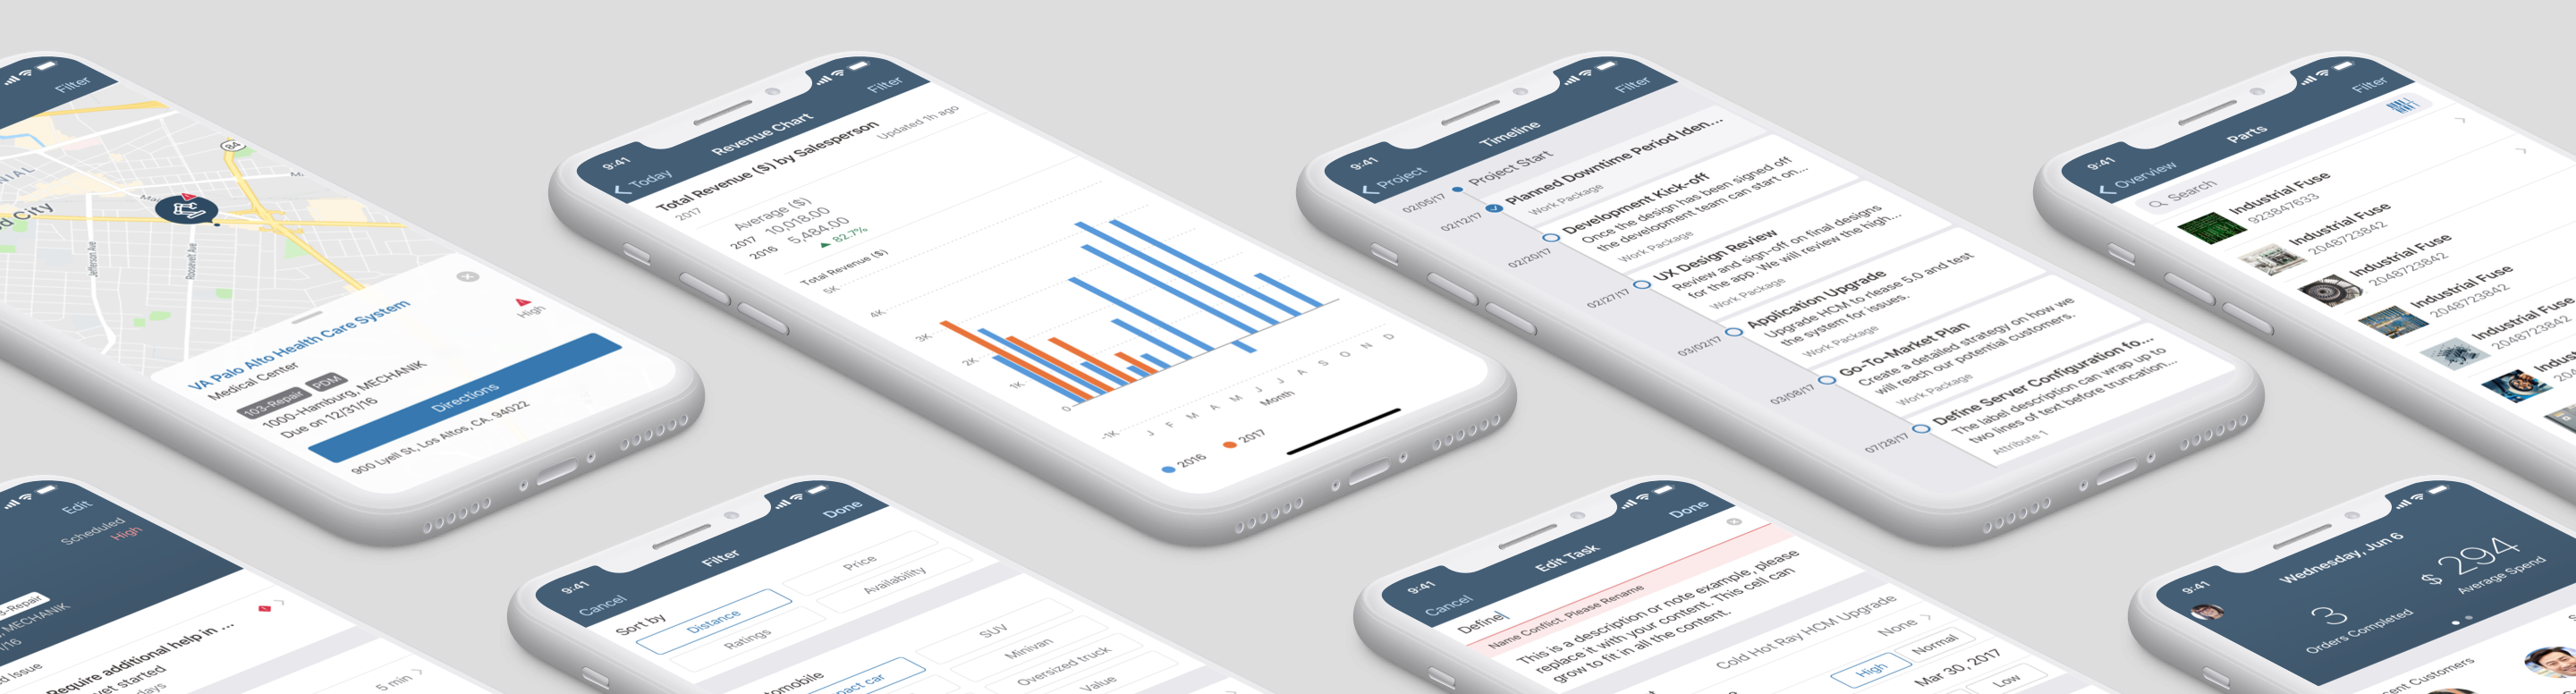 Filter
84
Main
Jefferson Ave
Roosevelt Ave
VA Palo Alto Health Care System
Medical Center
High
103-Repair
PDM
1000-Hamburg, MECHANIK
Due on 12/31/16
Directions
900 Lyell St, Los Altos, CA. 94022
9:41
Filter
Today
Revenue Chart
Total Revenue ($) by Salesperson
2017
Updated 1h ago
Average ($)
2017 10,018.00
2016 5,484.00
82.7%
Total Revenue ($)
5K
4K
3K
2K
1K
0
-1K
J F M A M J J A S O N D
Month
2016
2017
9:41
Filter
Project
Timeline
02/05/17
Project Start
02/12/17
Planned Downtime Period Iden...
Work Package
02/20/17
Development Kick-off
Once the design has been signed off
the development team can start on...
Work Package
02/27/17
UX Design Review
Review and sign-off on final designs
for the app. We will review the high...
Work Package
03/02/17
Application Upgrade
Upgrade HCM to rlease 5.0 and test
the system for issues.
Work Package
03/08/17
Go-To-Market Plan
Create a detailed strategy on how we
will reach our potential customers.
Work Package
07/28/17
Define Server Configuration fo...
The label description can wrap up to
two lines of text before truncation...
Attribute 1
9:41
Filter
Overview
Parts
Search
Industrial Fuse
923847633
Industrial Fuse
2048723842
Industrial Fuse
2048723842
Industrial Fuse
2048723842
Industrial Fuse
2048723842
Edit
Scheduled
High
-Repair
, MECHANIK
/16
Require additional help in ...
5 min
9:41
Cancel
Filter
Done
Sort by
Distance
Price
Ratings
Availability
SUV
Minivan
Oversized truck
Value
9:41
Cancel
Edit Task
Done
Define
Name Conflict. Please Rename
This is a description or note example, please
replace it with your content. This cell can
grow to fit in all the content.
Cold Hot Ray HCM Upgrade
None
High
Normal
Low
Mar 30, 2017
9:41
Wednesday, Jun 6
3
Orders Completed
$ 294
Average Spend
Customers